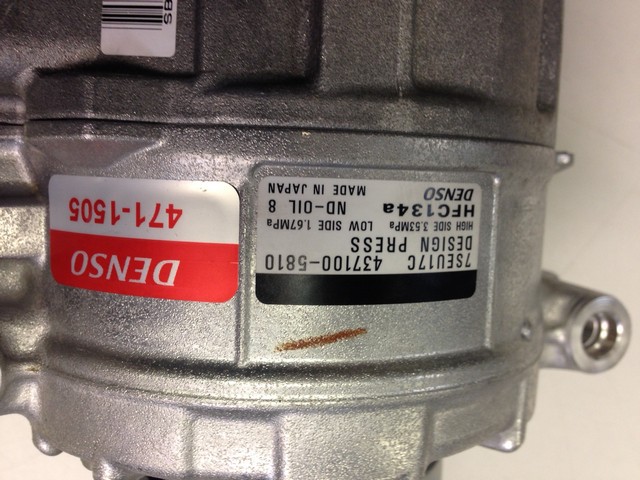 DENSO
471-1505
7SEU17C 437100-5810
DESIGN PRESS
HIGH SIDE 3.53MPa LOW SIDE 1.67MPa
HFC134a ND-OIL 8
DENSO MADE IN JAPAN
SB